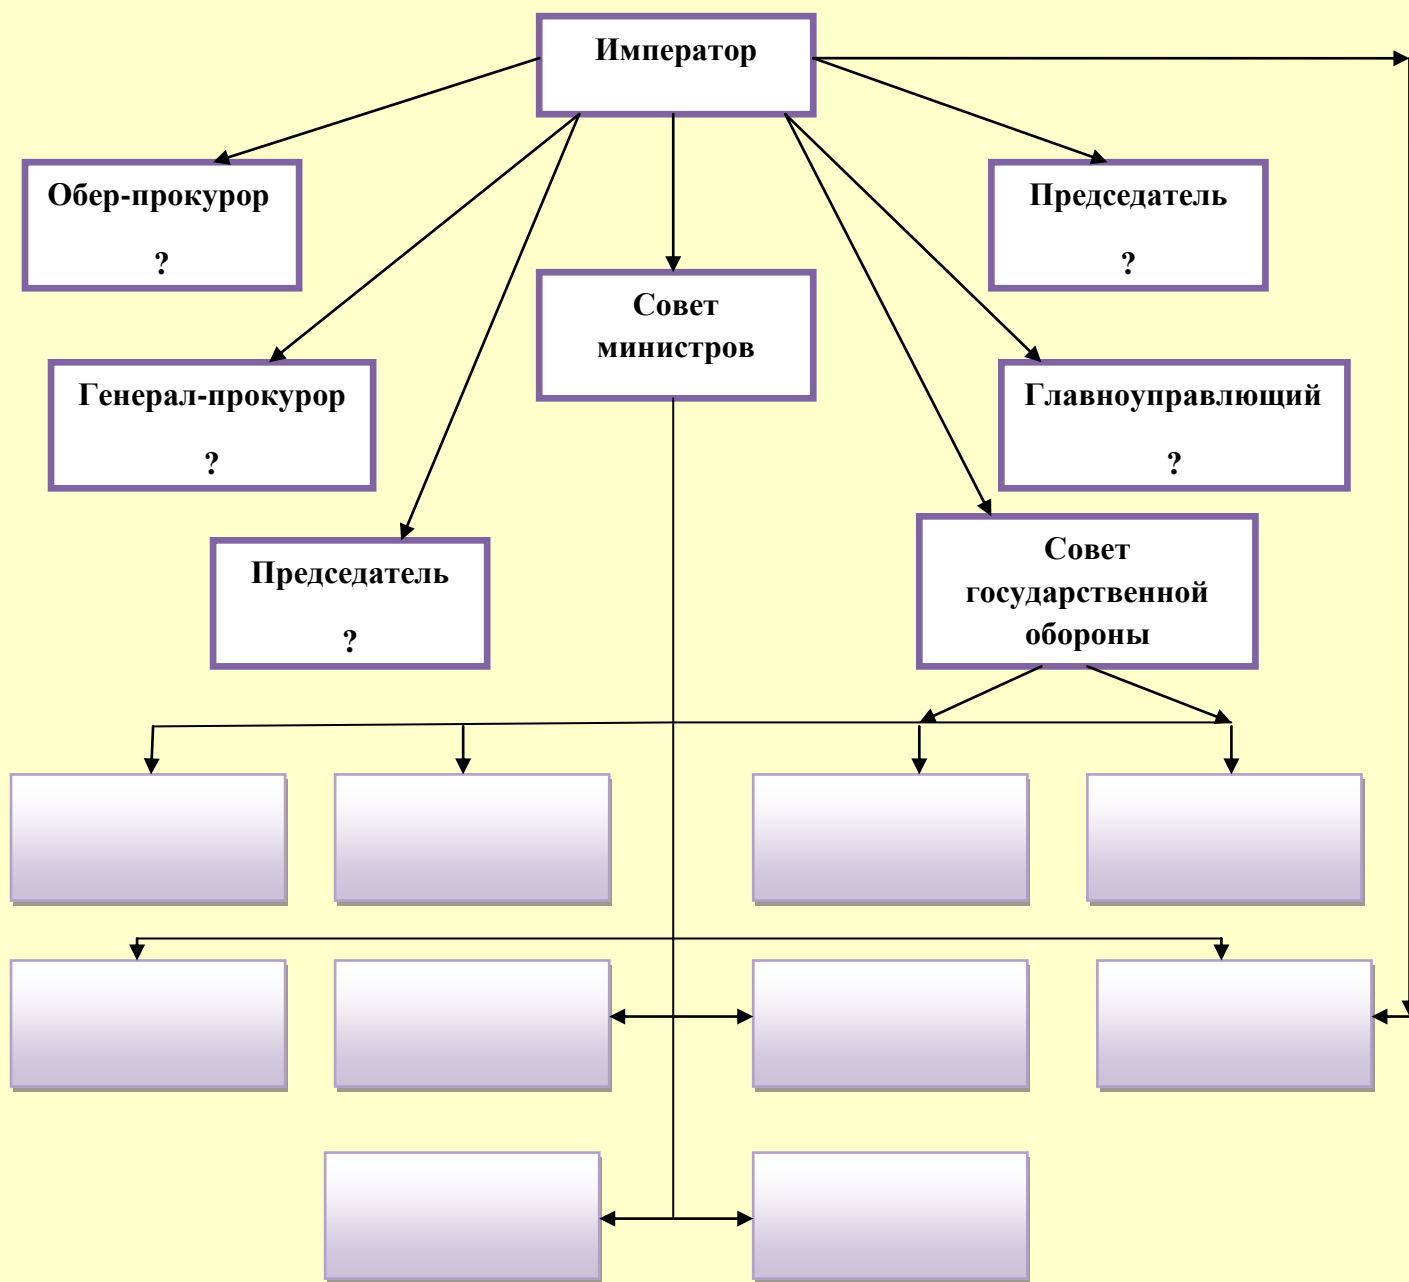 Император
Обер-прокурор
?
Председатель
?
Совет
министров
Генерал-прокурор
?
Главноуправлющий
?
Председатель
?
Совет
государственной
обороны